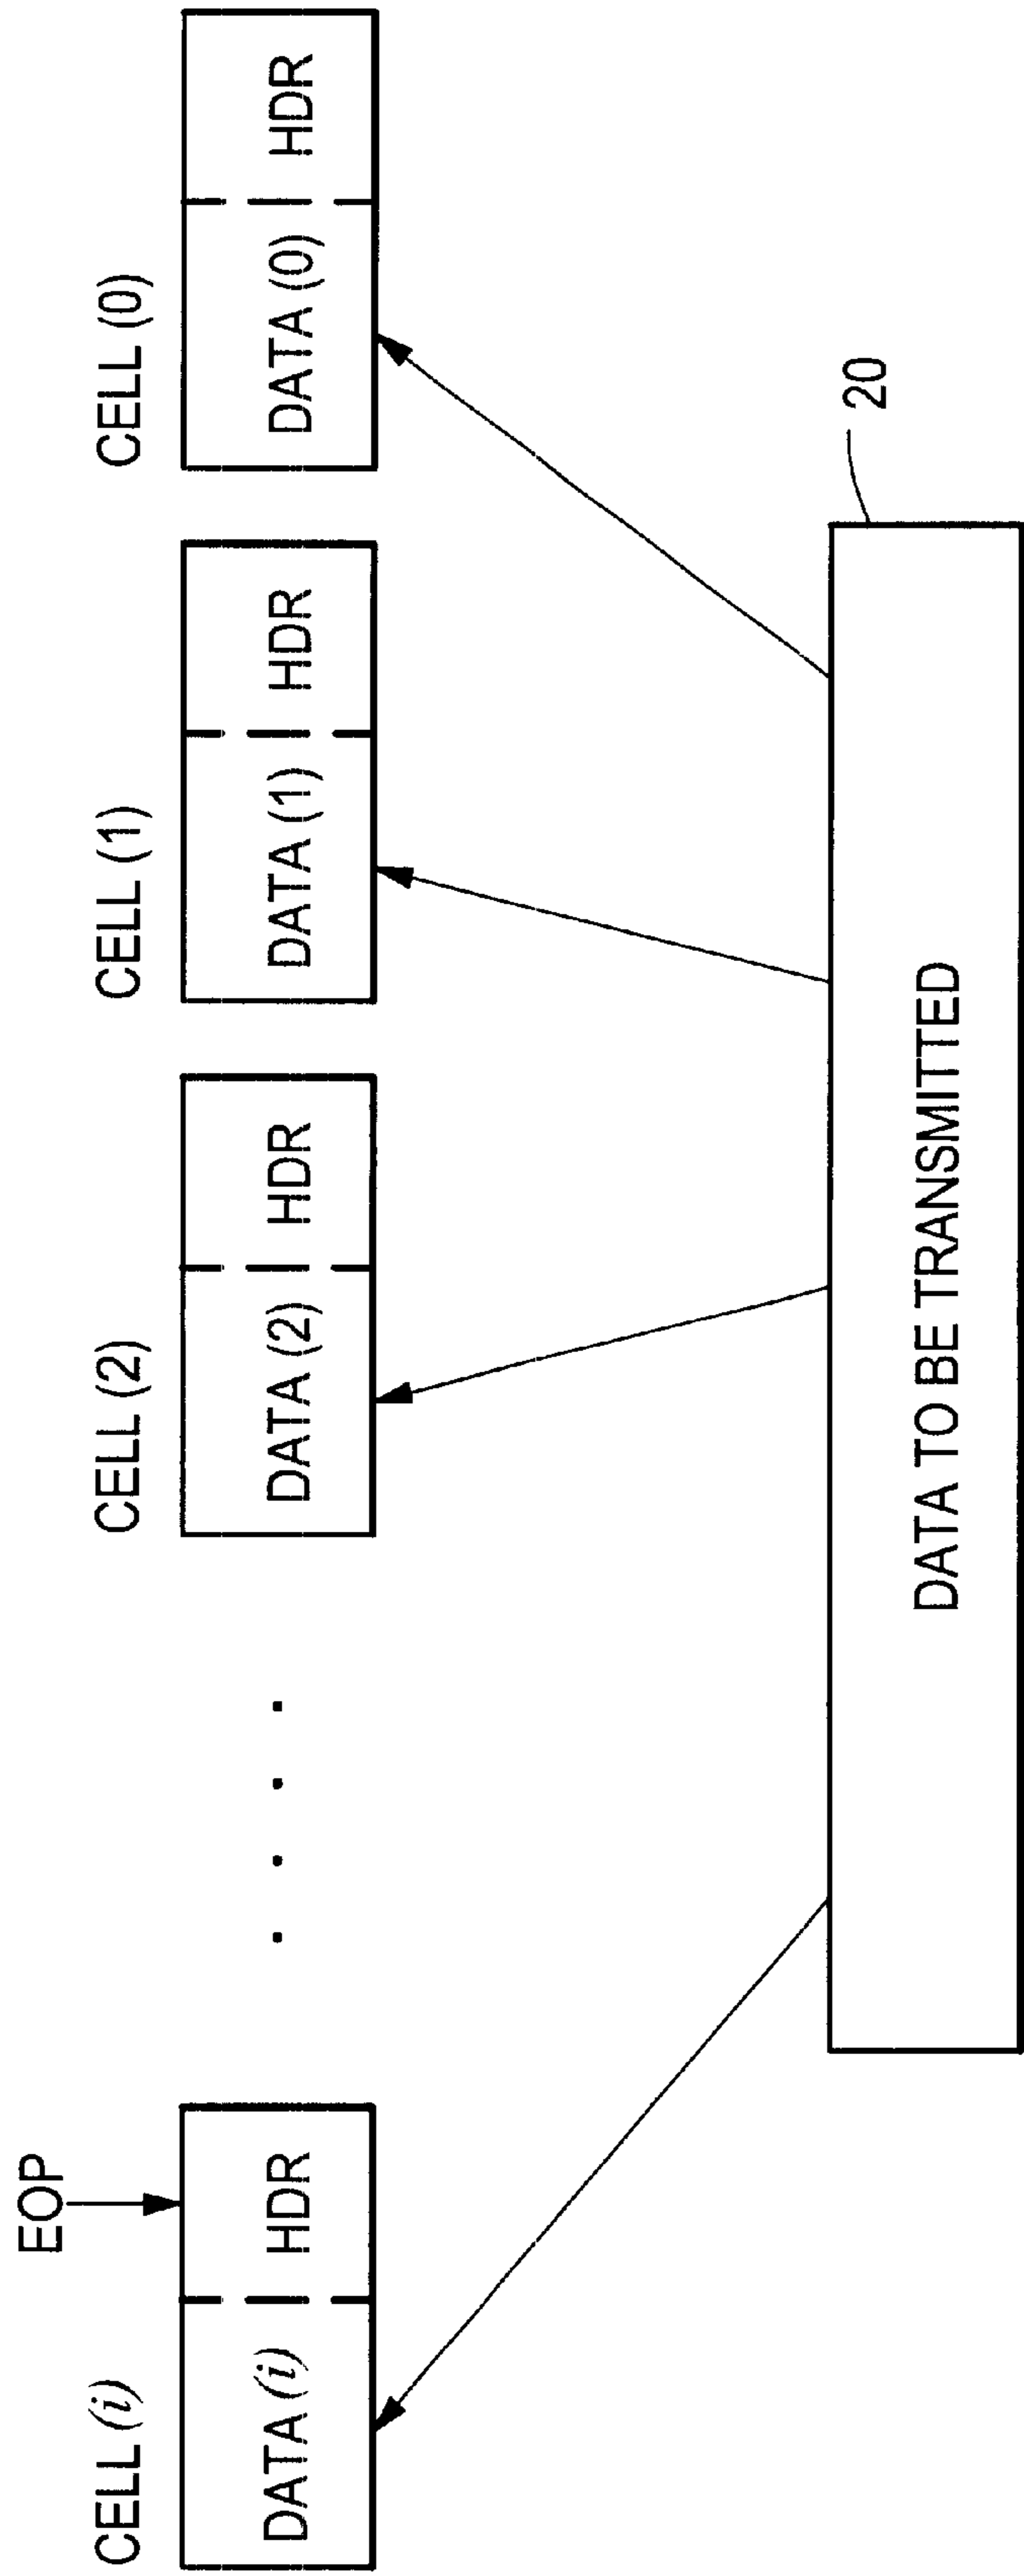 EOP
CELL (i)
CELL (2)
CELL (1)
CELL (0)
DATA (i) HDR
. . . .
DATA (2) HDR
DATA (1) HDR
DATA (0) HDR
20
DATA TO BE TRANSMITTED